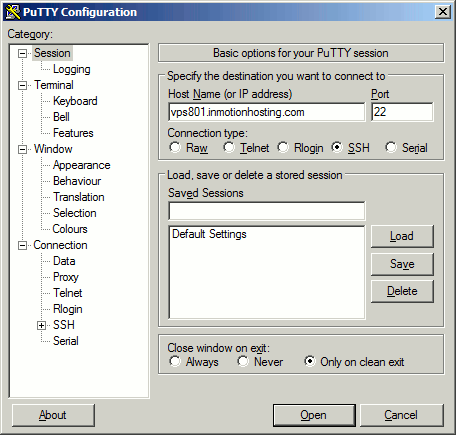 PuTTY Configuration
Category:
Session
Logging
Terminal
Keyboard
Bell
Features
Window
Appearance
Behaviour
Translation
Selection
Colours
Connection
Data
Proxy
Telnet
Rlogin
SSH
Serial
Basic options for your PuTTY session
Specify the destination you want to connect to
Host Name (or IP address) Port
vps801.inmotionhosting.com 22
Connection type:
Raw Telnet Rlogin SSH Serial
Load, save or delete a stored session
Saved Sessions
Default Settings
Load
Save
Delete
Close window on exit:
Always Never Only on clean exit
About Open Cancel